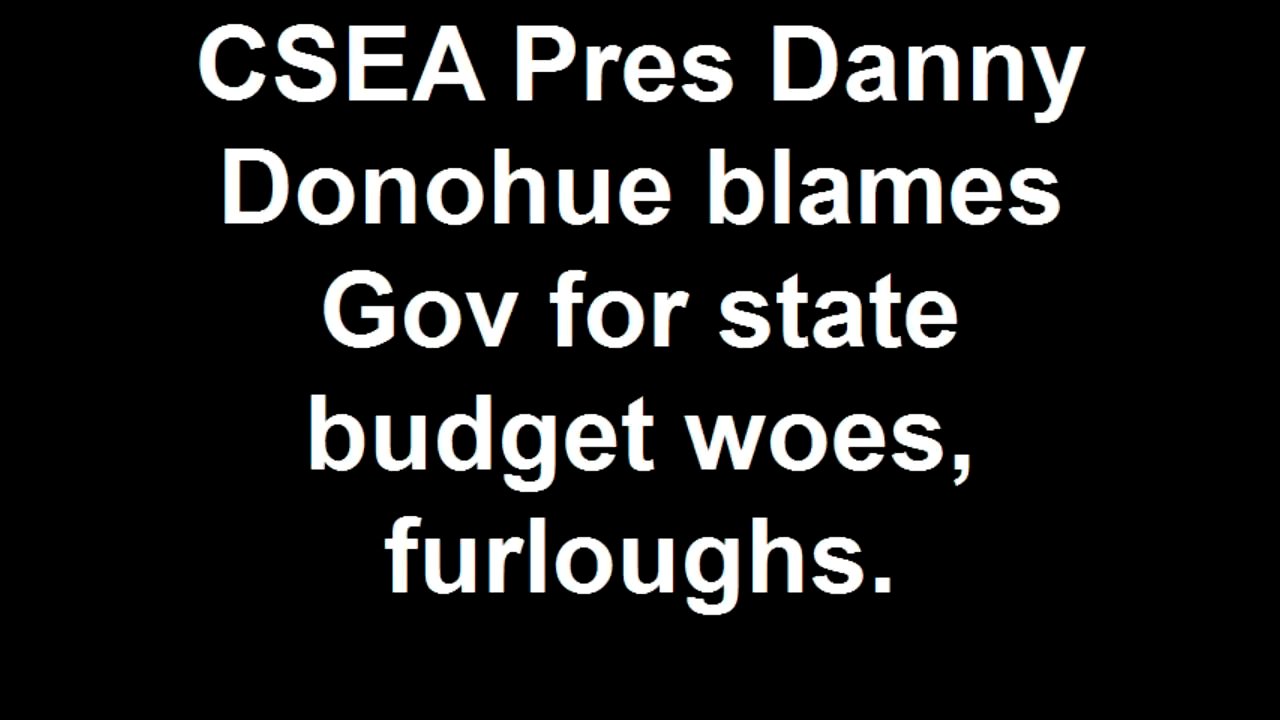 CSEA Pres Danny
Donohue blames
Gov for state
budget woes,
furloughs.